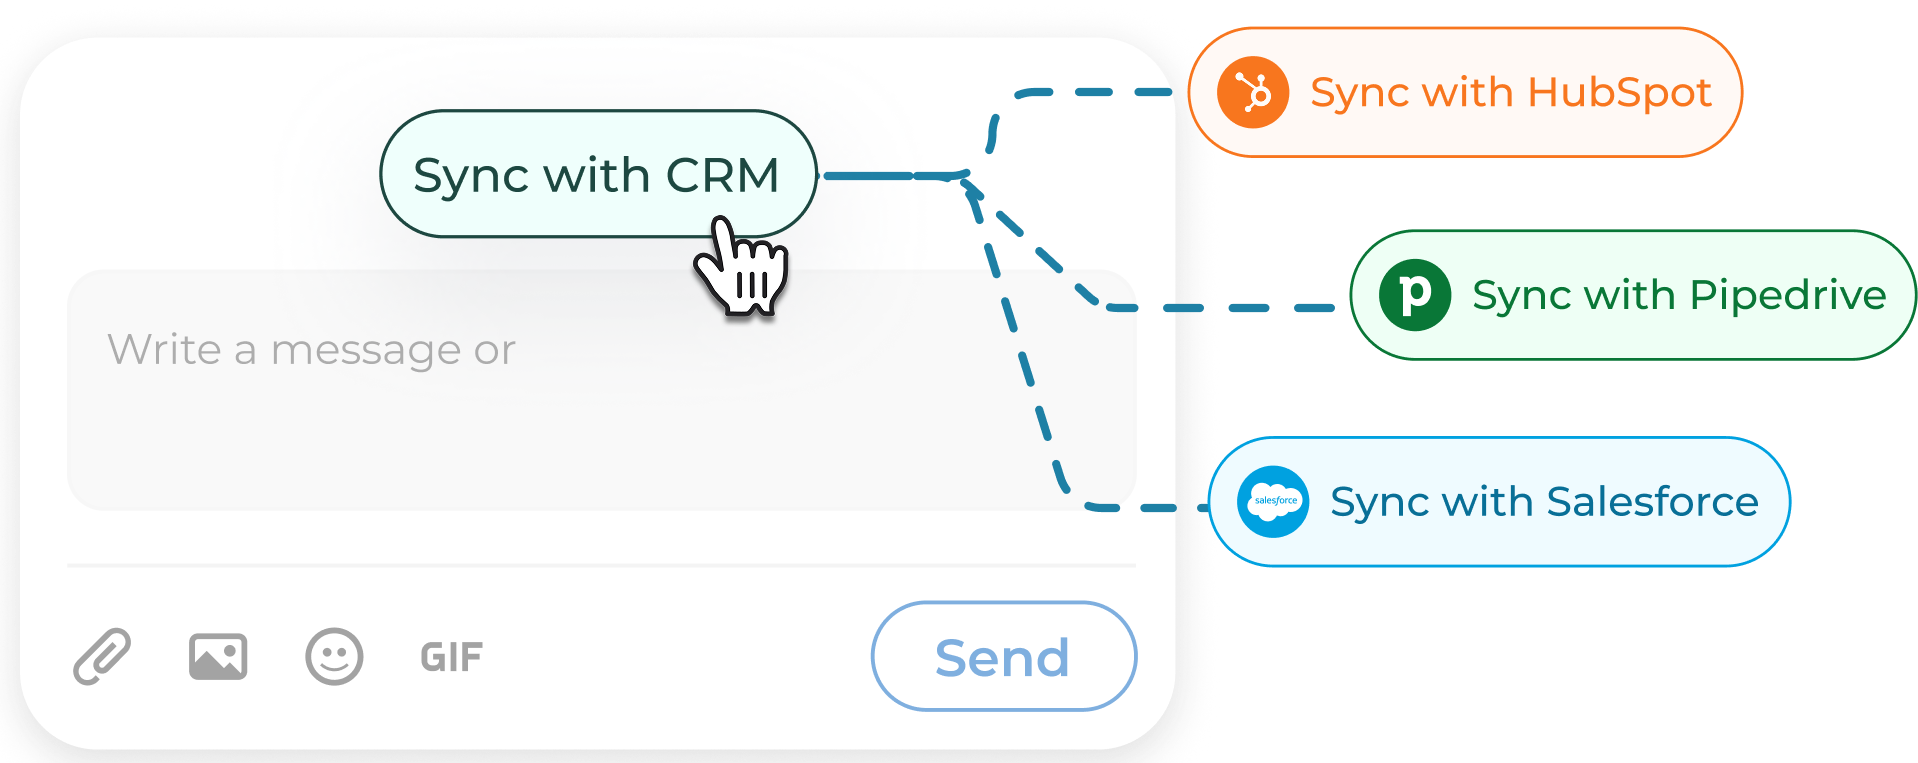 Sync with CRM
Sync with HubSpot
Sync with Pipedrive
Write a message or
salesforce
Sync with Salesforce
GIF
Send